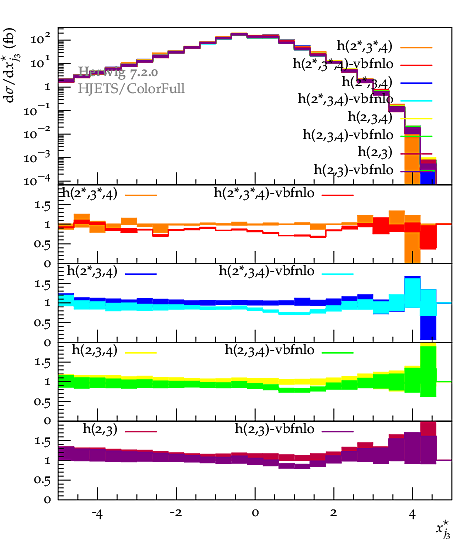 dσ/dx*j3 (fb)
10^2
10^1
1
10^-1
10^-2
10^-3
10^-4
Herwig 7.2.0
HJETS/ColorFull
h(2*,3*,4)
h(2*,3*,4)-vbfnlo
h(2*,3,4)
h(2*,3,4)-vbfnlo
h(2,3,4)
h(2,3,4)-vbfnlo
h(2,3)
h(2,3)-vbfnlo
h(2*,3*,4) h(2*,3*,4)-vbfnlo
1.5
1
0.5
0
h(2*,3,4) h(2*,3,4)-vbfnlo
1.5
1
0.5
0
h(2,3,4) h(2,3,4)-vbfnlo
1.5
1
0.5
0
h(2,3) h(2,3)-vbfnlo
1.5
1
0.5
0
-4 -2 0 2 4
x*j3